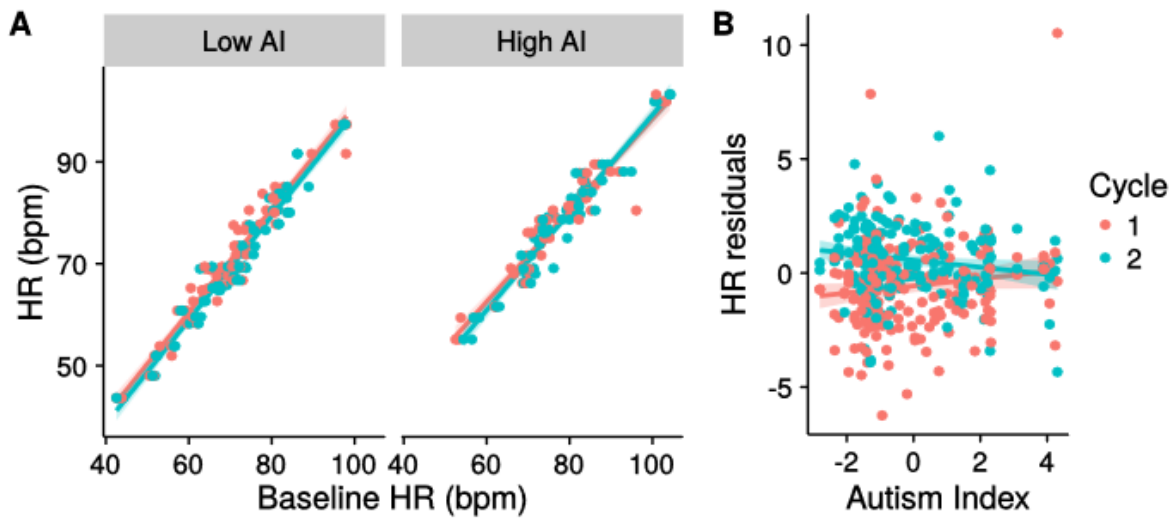 A
Low AI
High AI
HR (bpm)
90
70
50
40 60 80 100
40 60 80 100
Baseline HR (bpm)
B
HR residuals
10
5
0
-5
-2 0 2 4
Autism Index
Cycle
1
2